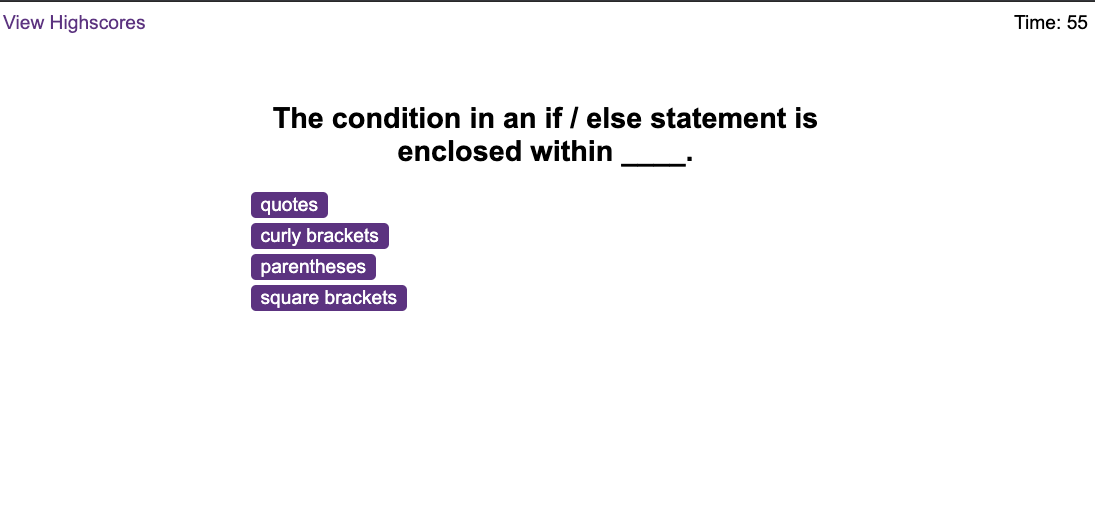 View Highscores
Time: 55
The condition in an if / else statement is
enclosed within ____.
quotes
curly brackets
parentheses
square brackets